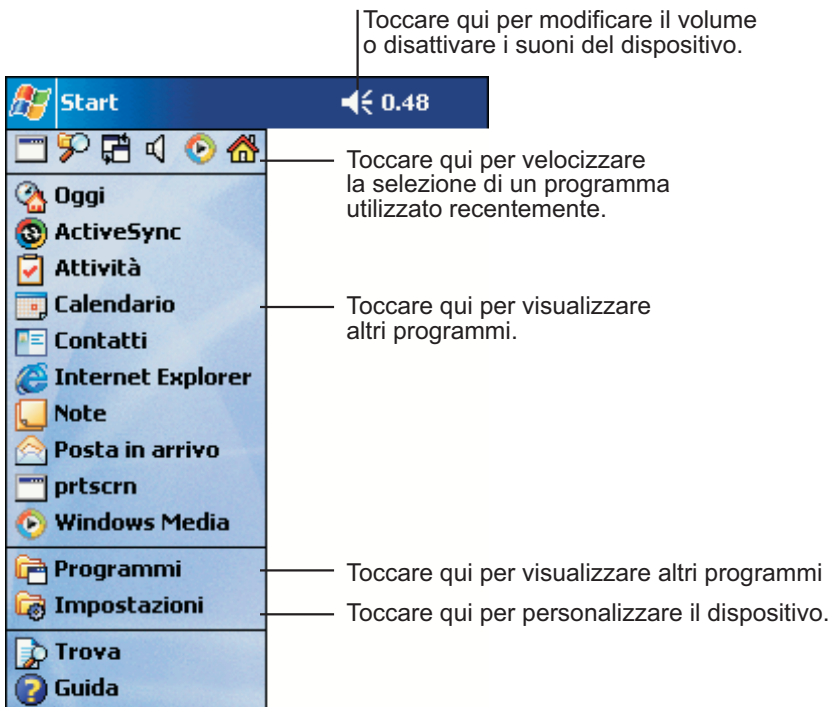 Toccare qui per modificare il volume
o disattivare i suoni del dispositivo.
Start
0.48
Toccare qui per velocizzare
la selezione di un programma
utilizzato recentemente.
Oggi
ActiveSync
Attività
Calendario
Toccare qui per visualizzare
altri programmi.
Contatti
Internet Explorer
Note
Posta in arrivo
prtscrn
Windows Media
Programmi
Toccare qui per visualizzare altri programmi
Impostazioni
Toccare qui per personalizzare il dispositivo.
Trova
Guida